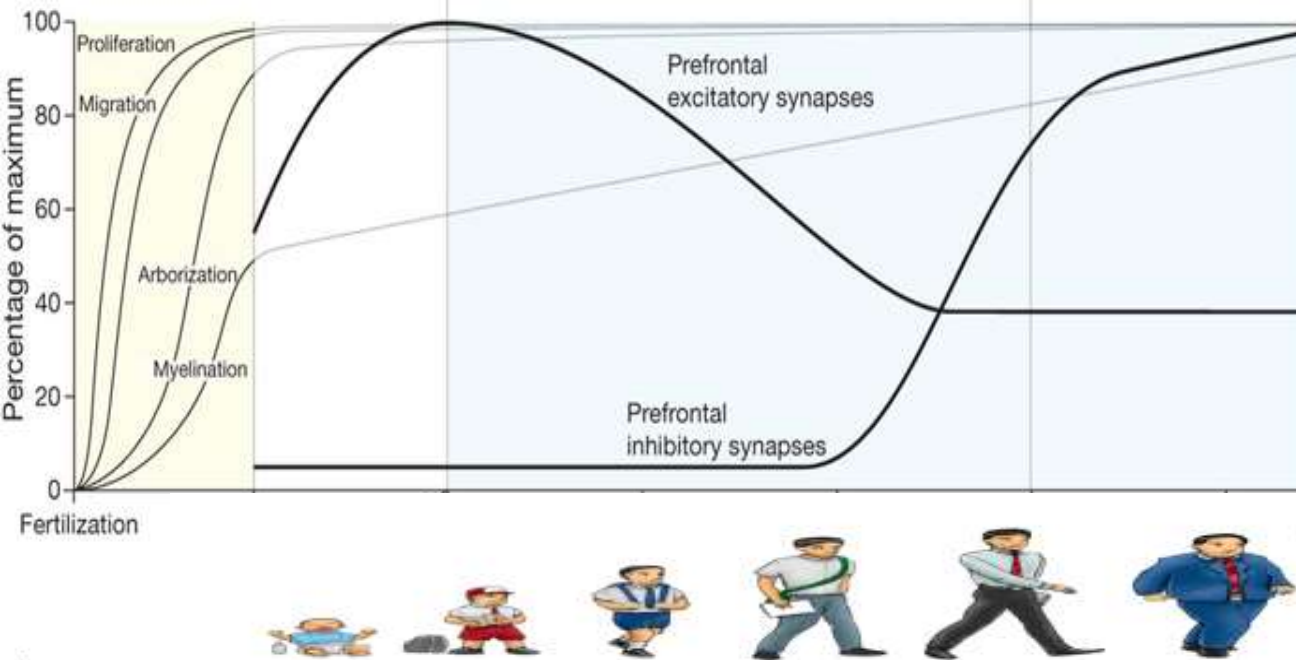 100
80
60
40
20
0
Percentage of maximum
Proliferation
Migration
Arborization
Myelination
Prefrontal
excitatory synapses
Prefrontal
inhibitory synapses
Fertilization